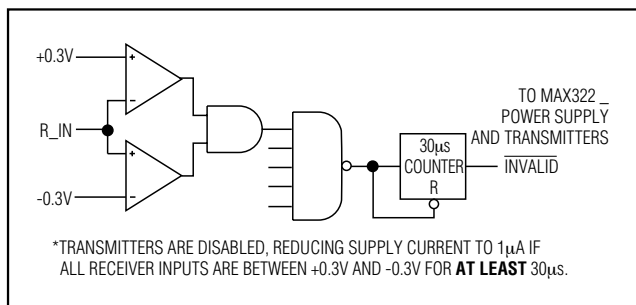 +0.3V
R_IN
-0.3V
TO MAX322 _
POWER SUPPLY
AND TRANSMITTERS
30µs
COUNTER
R
INVALID
*TRANSMITTERS ARE DISABLED, REDUCING SUPPLY CURRENT TO 1µA IF
ALL RECEIVER INPUTS ARE BETWEEN +0.3V AND -0.3V FOR AT LEAST 30µs.